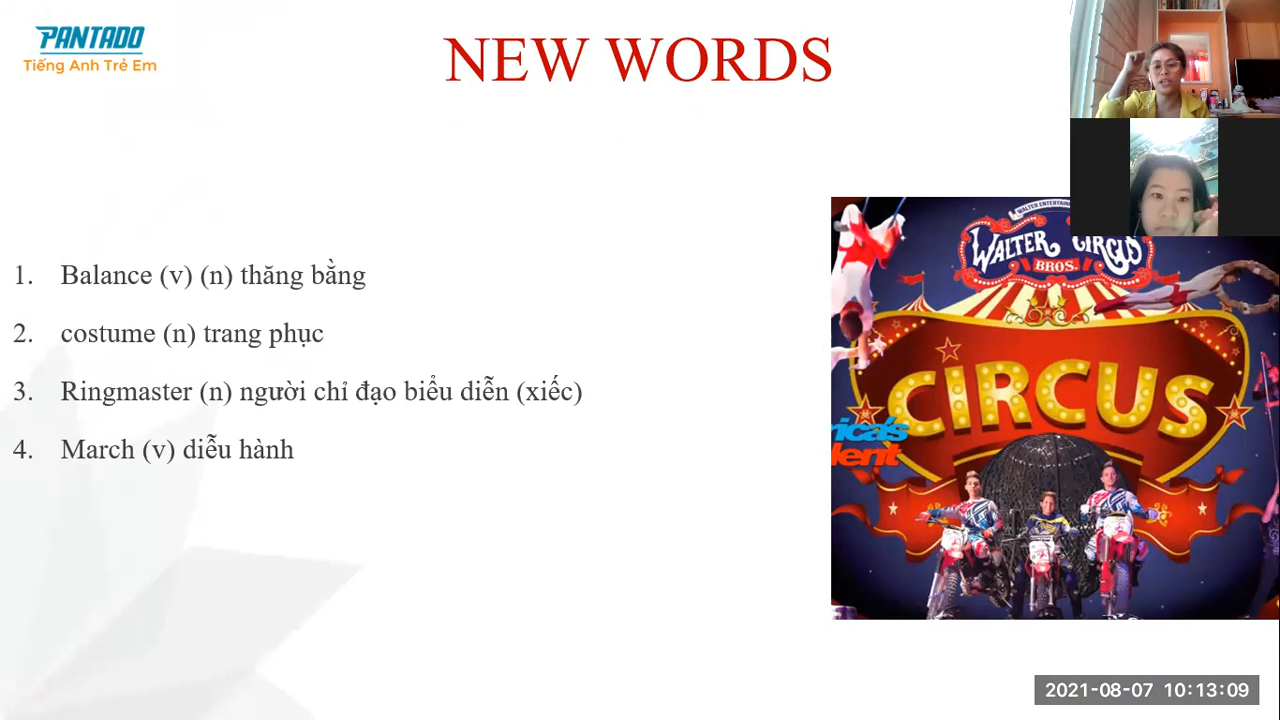 PANTADO
Tiếng Anh Trẻ Em
NEW WORDS
1. Balance (v) (n) thăng bằng
2. costume (n) trang phục
3. Ringmaster (n) người chỉ đạo biểu diễn (xiếc)
4. March (v) diễu hành
WALTER CIRCUS
BROS.
CIRCUS
2021-08-07 10:13:09